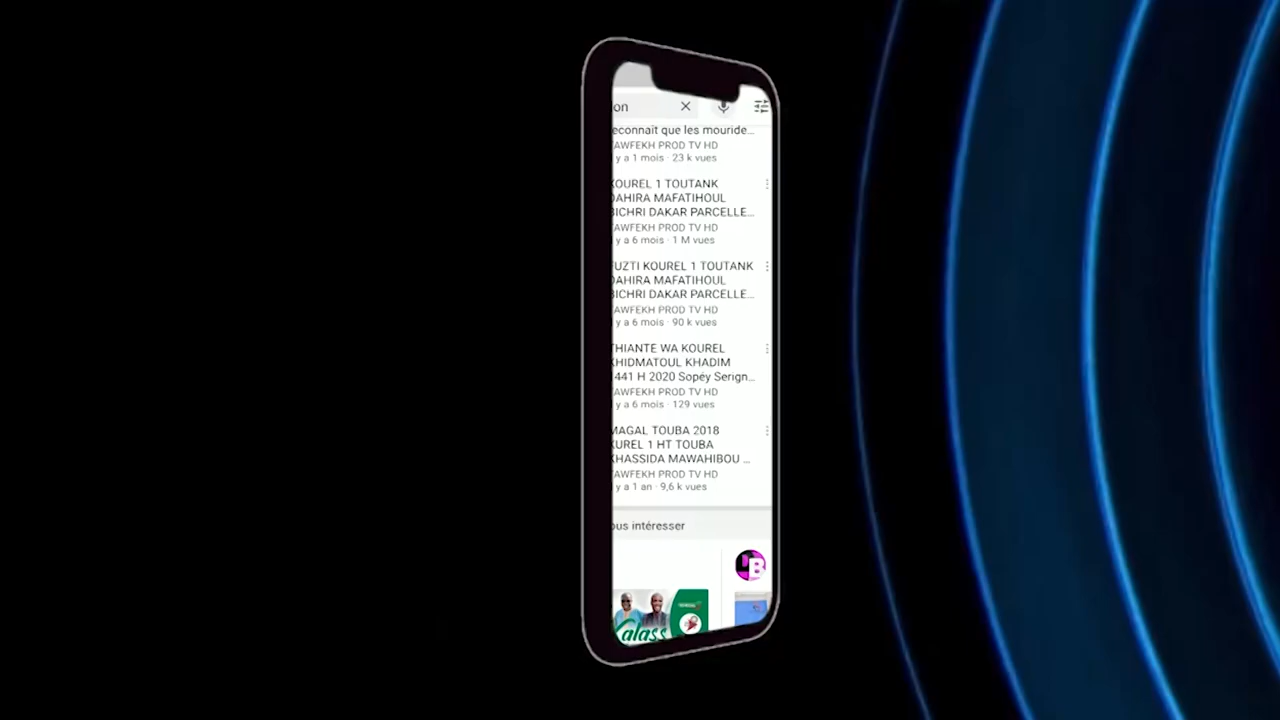 on
econnaît que les mouride...
AWFEKH PROD TV HD
y a 1 mois · 23 k vues
KOUREL 1 TOUTANK
DAHIRA MAFATIHOUL
BICHRI DAKAR PARCELLE...
AWFEKH PROD TV HD
y a 6 mois · 1 M vues
FUZTI KOUREL 1 TOUTANK
DAHIRA MAFATIHOUL
BICHRI DAKAR PARCELLE...
AWFEKH PROD TV HD
y a 6 mois · 90 k vues
THIANTE WA KOUREL
KHIDMATOUL KHADIM
1441 H 2020 Sopéy Serign...
AWFEKH PROD TV HD
y a 6 mois · 129 vues
MAGAL TOUBA 2018
KUREL 1 HT TOUBA
KHASSIDA MAWAHIBOU ...
AWFEKH PROD TV HD
y a 1 an · 9,6 k vues
ous intéresser
B
Kalass